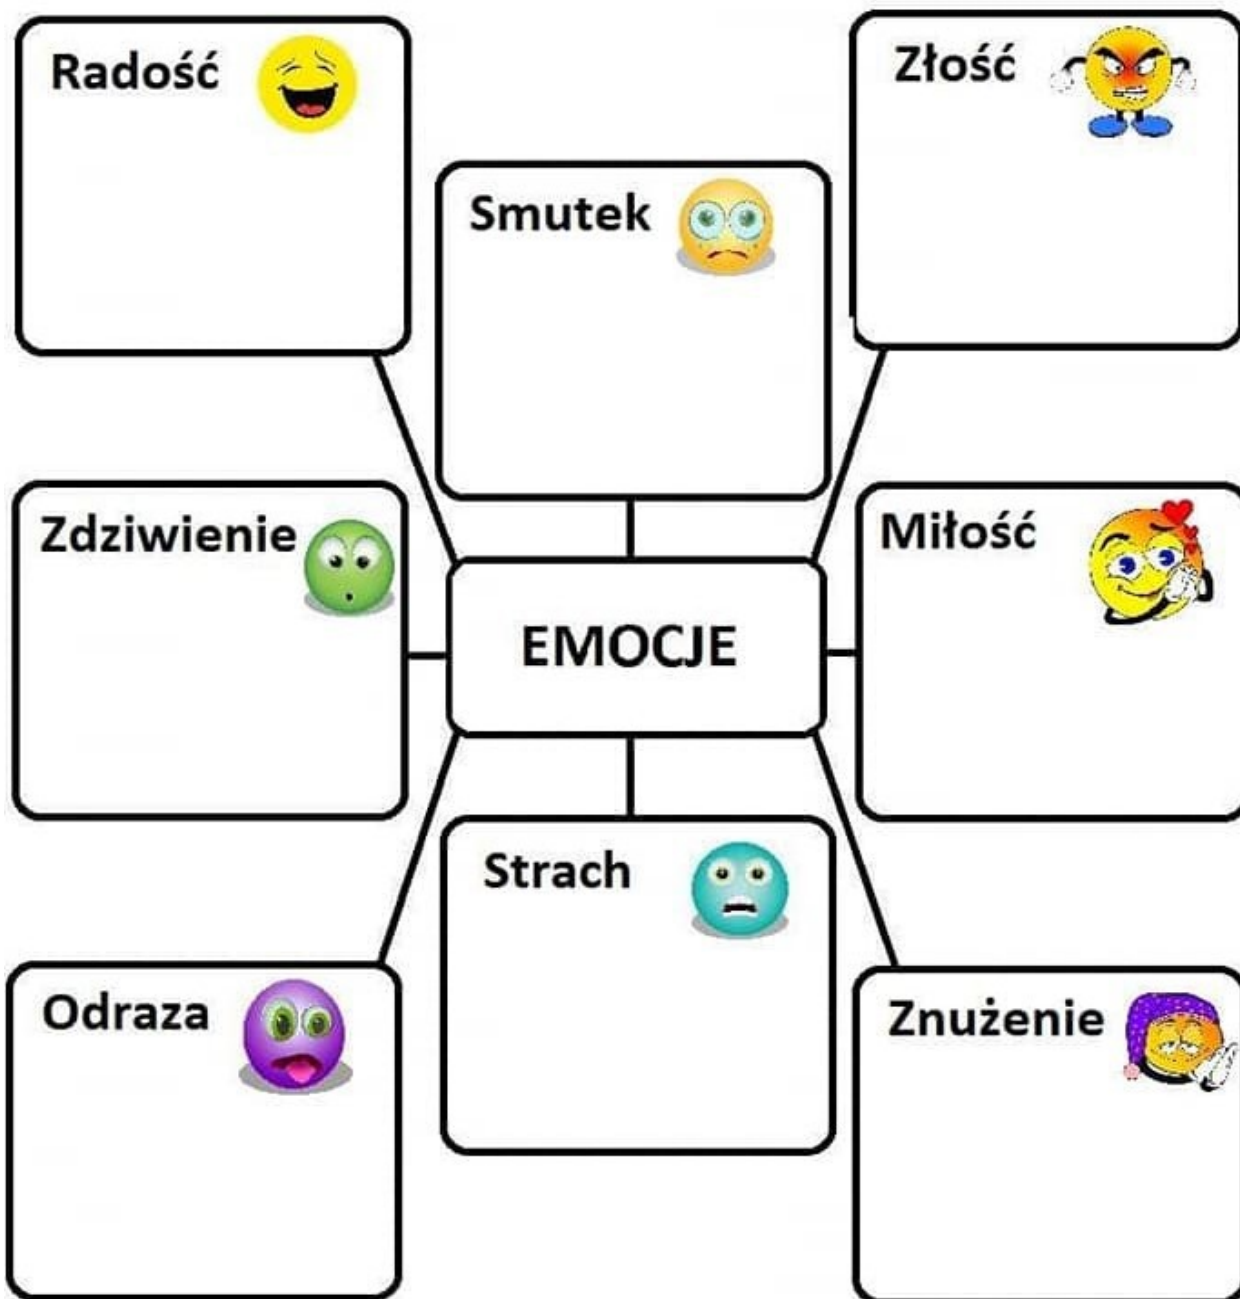 Radość
Złość
Smutek
Zdziwienie
Miłość
EMOCJE
Strach
Odraza
Znużenie